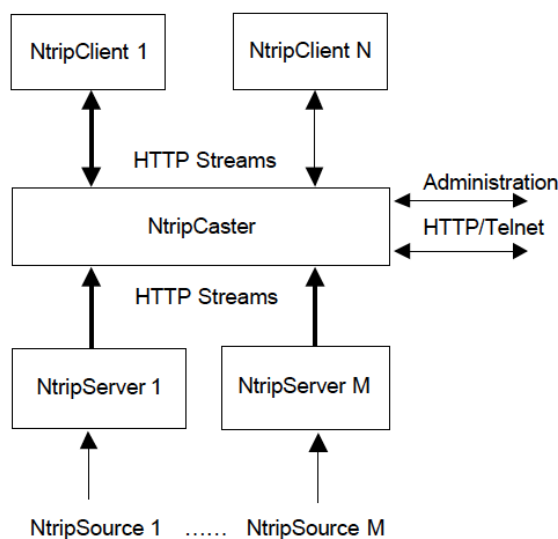 NtripClient 1
NtripClient N
HTTP Streams
Administration
NtripCaster
HTTP/Telnet
HTTP Streams
NtripServer 1
NtripServer M
NtripSource 1 ...... NtripSource M